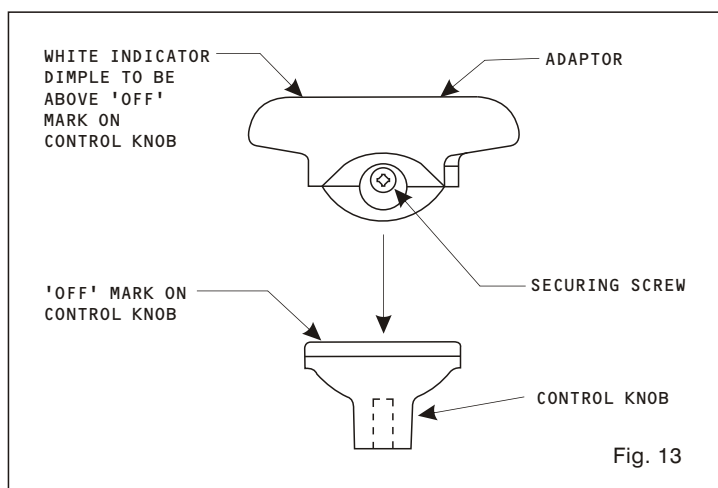 WHITE INDICATOR
DIMPLE TO BE
ABOVE 'OFF'
MARK ON
CONTROL KNOB
ADAPTOR
SECURING SCREW
'OFF' MARK ON
CONTROL KNOB
CONTROL KNOB
Fig. 13